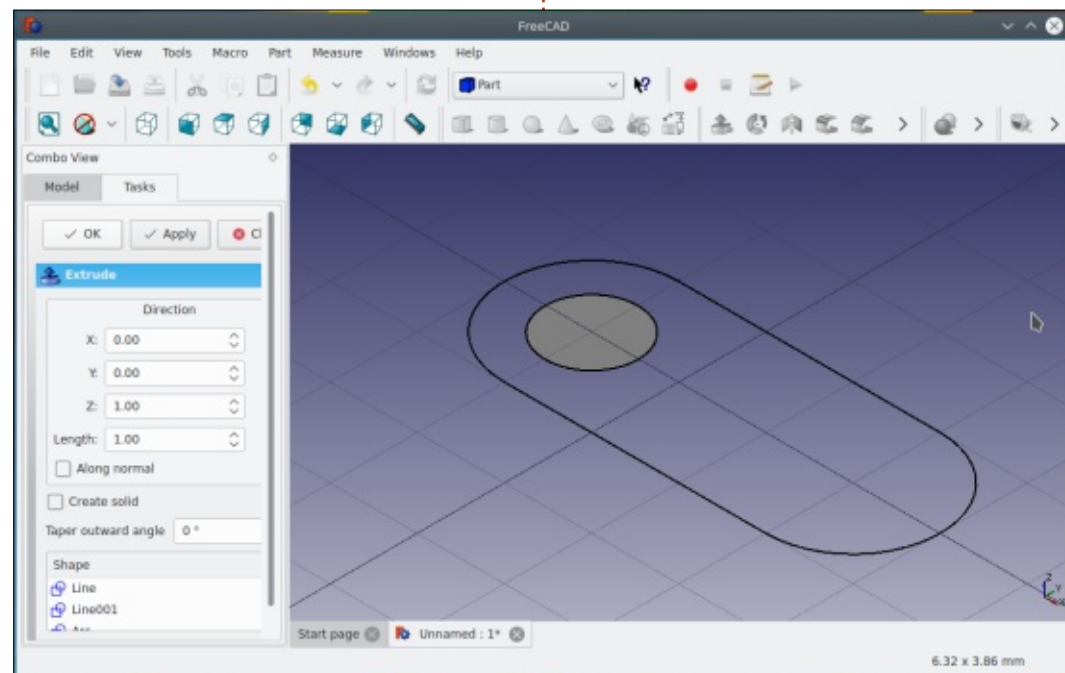 FreeCAD
File Edit View Tools Macro Part Measure Windows Help
Part
Combo View
Model Tasks
OK Apply Cl
Extrude
Direction
X: 0.00
Y: 0.00
Z: 1.00
Length: 1.00
Along normal
Create solid
Taper outward angle 0 °
Shape
Line
Line001
Arc
Start page Unnamed : 1*
Z
Y
6.32 x 3.86 mm